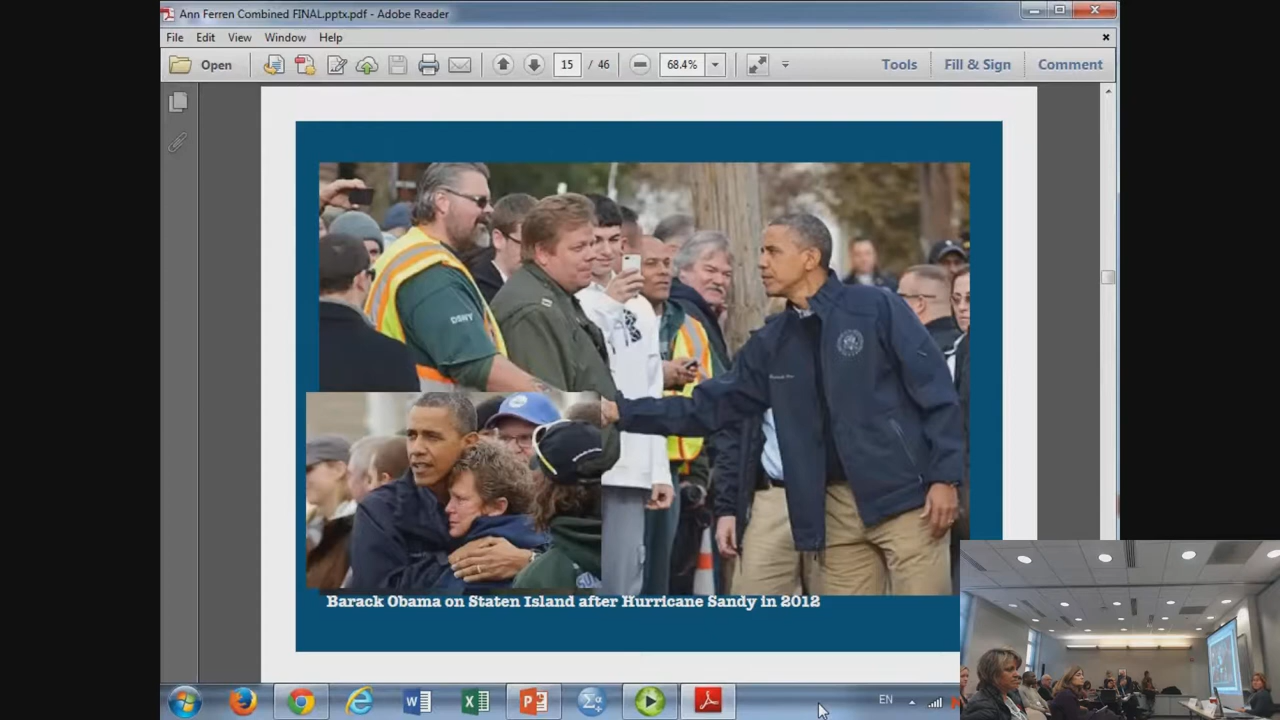 Ann Ferren Combined FINAL.pptx.pdf - Adobe Reader
File Edit View Window Help
Open 15 / 46 68.4% Tools Fill & Sign Comment
DSNY
Barack Obama on Staten Island after Hurricane Sandy in 2012
EN